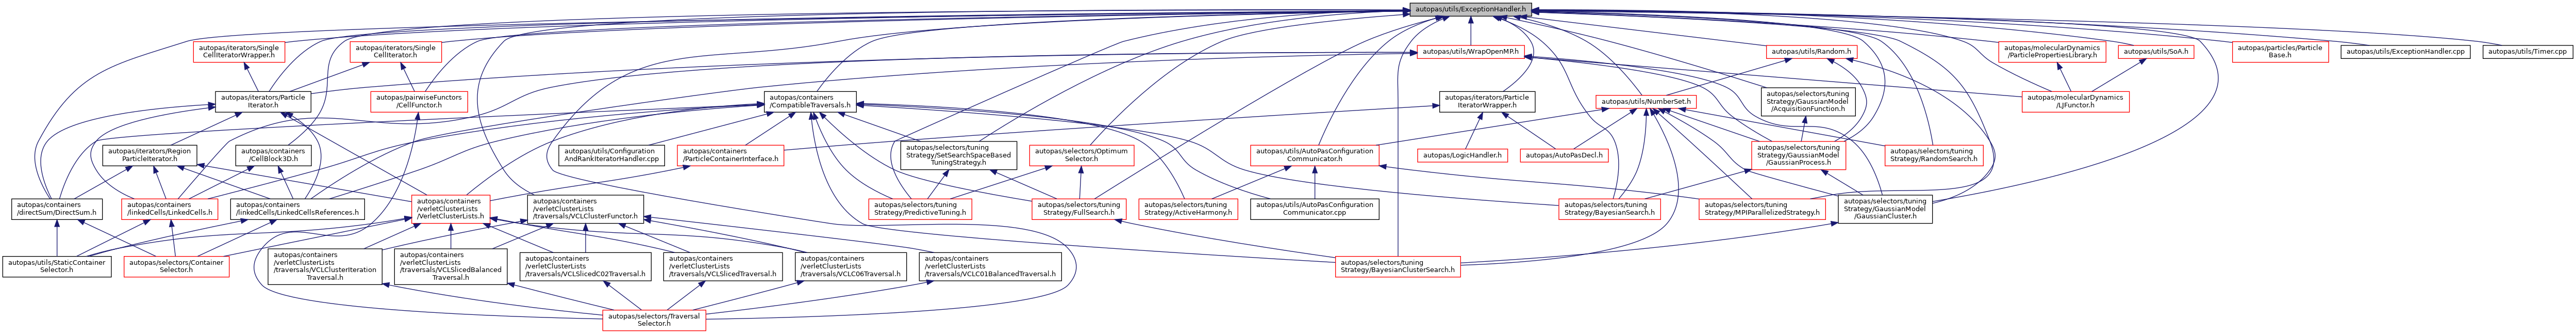 autopas/utils/ExceptionHandler.h
autopas/iterators/Single
CellIteratorWrapper.h
autopas/iterators/Single
CellIterator.h
autopas/utils/WrapOpenMP.h
autopas/utils/Random.h
autopas/molecularDynamics
/ParticlePropertiesLibrary.h
autopas/utils/SoA.h
autopas/particles/Particle
Base.h
autopas/utils/ExceptionHandler.cpp
autopas/utils/Timer.cpp
autopas/iterators/Particle
Iterator.h
autopas/pairwiseFunctors
/CellFunctor.h
autopas/containers
/CompatibleTraversals.h
autopas/iterators/Particle
IteratorWrapper.h
autopas/utils/NumberSet.h
autopas/selectors/tuning
Strategy/GaussianModel
/AcquisitionFunction.h
autopas/molecularDynamics
/LJFunctor.h
autopas/iterators/Region
ParticleIterator.h
autopas/containers
/CellBlock3D.h
autopas/utils/Configuration
AndRankIteratorHandler.cpp
autopas/containers
/ParticleContainerInterface.h
autopas/selectors/tuning
Strategy/SetSearchSpaceBased
TuningStrategy.h
autopas/selectors/Optimum
Selector.h
autopas/utils/AutoPasConfiguration
Communicator.h
autopas/LogicHandler.h
autopas/AutoPasDecl.h
autopas/selectors/tuning
Strategy/GaussianModel
/GaussianProcess.h
autopas/selectors/tuning
Strategy/RandomSearch.h
autopas/containers
/directSum/DirectSum.h
autopas/containers
/linkedCells/LinkedCells.h
autopas/containers
/linkedCells/LinkedCellsReferences.h
autopas/containers
/verletClusterLists
/VerletClusterLists.h
autopas/containers
/verletClusterLists
/traversals/VCLClusterFunctor.h
autopas/selectors/tuning
Strategy/PredictiveTuning.h
autopas/selectors/tuning
Strategy/FullSearch.h
autopas/selectors/tuning
Strategy/ActiveHarmony.h
autopas/utils/AutoPasConfiguration
Communicator.cpp
autopas/selectors/tuning
Strategy/BayesianSearch.h
autopas/selectors/tuning
Strategy/MPIParallelizedStrategy.h
autopas/selectors/tuning
Strategy/GaussianModel
/GaussianCluster.h
autopas/utils/StaticContainer
Selector.h
autopas/selectors/Container
Selector.h
autopas/containers
/verletClusterLists
/traversals/VCLClusterIteration
Traversal.h
autopas/containers
/verletClusterLists
/traversals/VCLSlicedBalanced
Traversal.h
autopas/containers
/verletClusterLists
/traversals/VCLSlicedC02Traversal.h
autopas/containers
/verletClusterLists
/traversals/VCLSlicedTraversal.h
autopas/containers
/verletClusterLists
/traversals/VCLC06Traversal.h
autopas/containers
/verletClusterLists
/traversals/VCLC01BalancedTraversal.h
autopas/selectors/tuning
Strategy/BayesianClusterSearch.h
autopas/selectors/Traversal
Selector.h